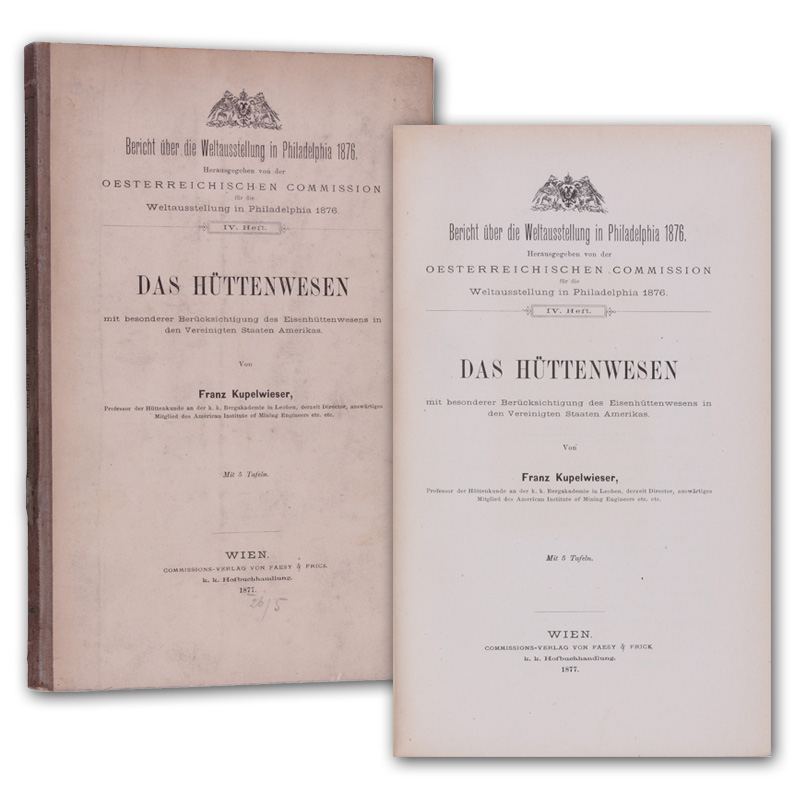 Bericht über die Weltausstellung in Philadelphia 1876.
Herausgegeben von der
OESTERREICHISCHEN COMMISSION
für die
Weltausstellung in Philadelphia 1876.
IV. Heft.
DAS HÜTTENWESEN
mit besonderer Berücksichtigung des Eisenhüttenwesens in
den Vereinigten Staaten Amerikas.
Von
Franz Kupelwieser,
Professor der Hüttenkunde an der k. k. Bergakademie in Leoben, derzeit Director, auswärtiges
Mitglied des American Institute of Mining Engineers etc. etc.
Mit 5 Tafeln.
WIEN.
COMMISSIONS-VERLAG VON FAESY & FRICK
k. k. Hofbuchhandlung.
1877.
26/5
Bericht über die Weltausstellung in Philadelphia 1876.
Herausgegeben von der
OESTERREICHISCHEN COMMISSION
für die
Weltausstellung in Philadelphia 1876.
IV. Heft.
DAS HÜTTENWESEN
mit besonderer Berücksichtigung des Eisenhüttenwesens in
den Vereinigten Staaten Amerikas.
Von
Franz Kupelwieser,
Professor der Hüttenkunde an der k. k. Bergakademie in Leoben, derzeit Director, auswärtiges
Mitglied des American Institute of Mining Engineers etc. etc.
Mit 5 Tafeln.
WIEN.
COMMISSIONS-VERLAG VON FAESY & FRICK
k. k. Hofbuchhandlung.
1877.